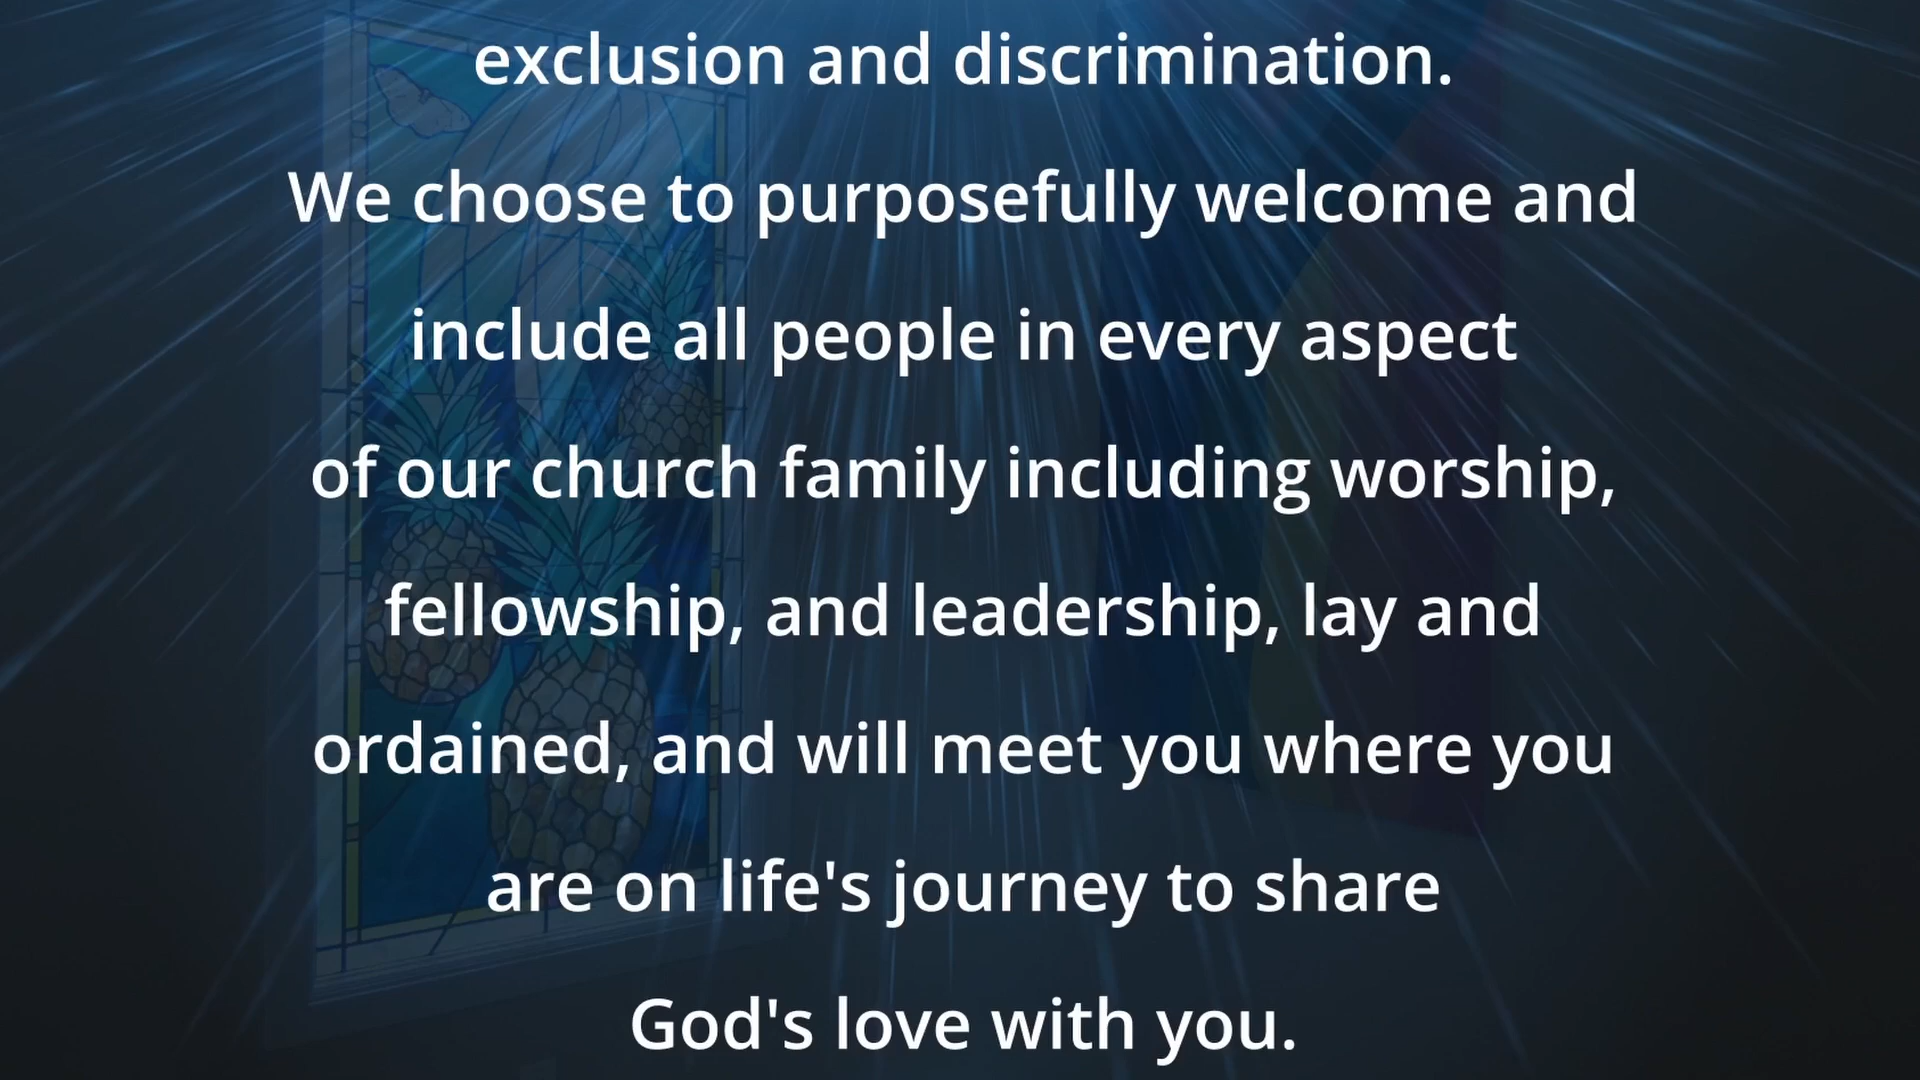 exclusion and discrimination.
We choose to purposefully welcome and
include all people in every aspect
of our church family including worship,
fellowship, and leadership, lay and
ordained, and will meet you where you
are on life's journey to share
God's love with you.